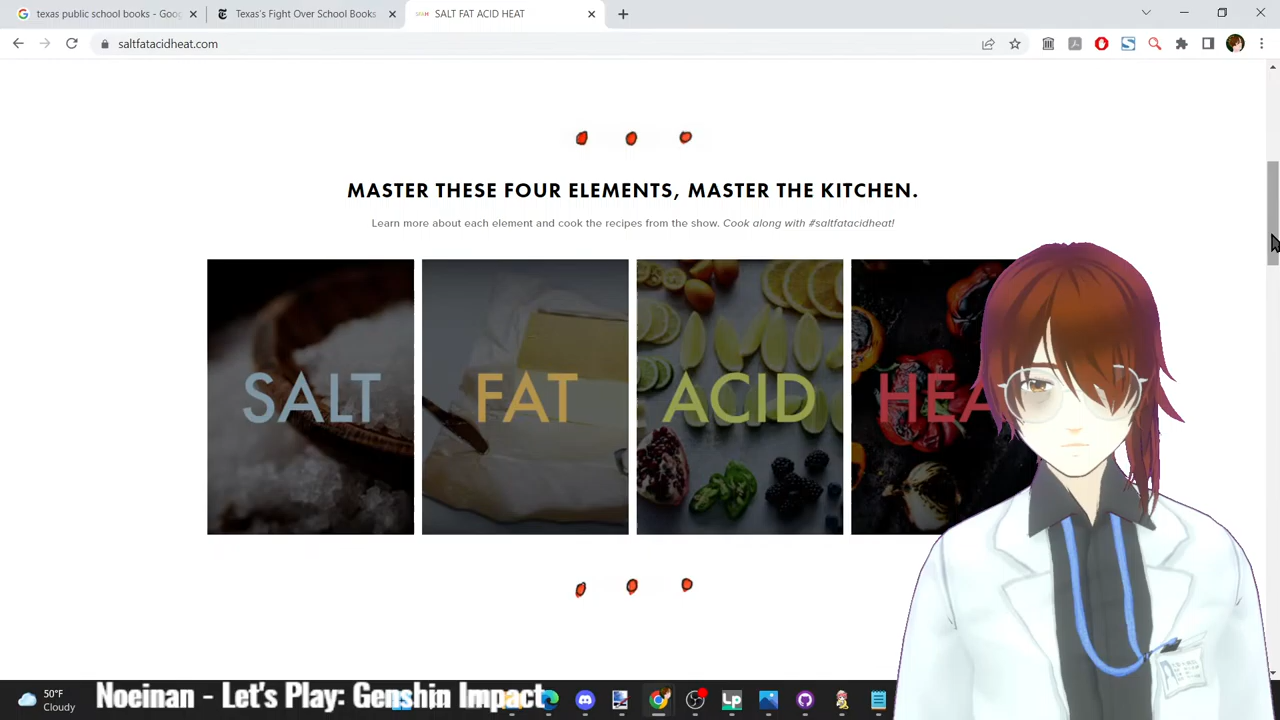 texas public school books - Goog
Texas's Fight Over School Books
SALT FAT ACID HEAT
saltfatacidheat.com
MASTER THESE FOUR ELEMENTS, MASTER THE KITCHEN.
Learn more about each element and cook the recipes from the show. Cook along with #saltfatacidheat!
SALT FAT ACID HEA
50°F
Cloudy
Noeinan - Let's Play: Genshin Impact